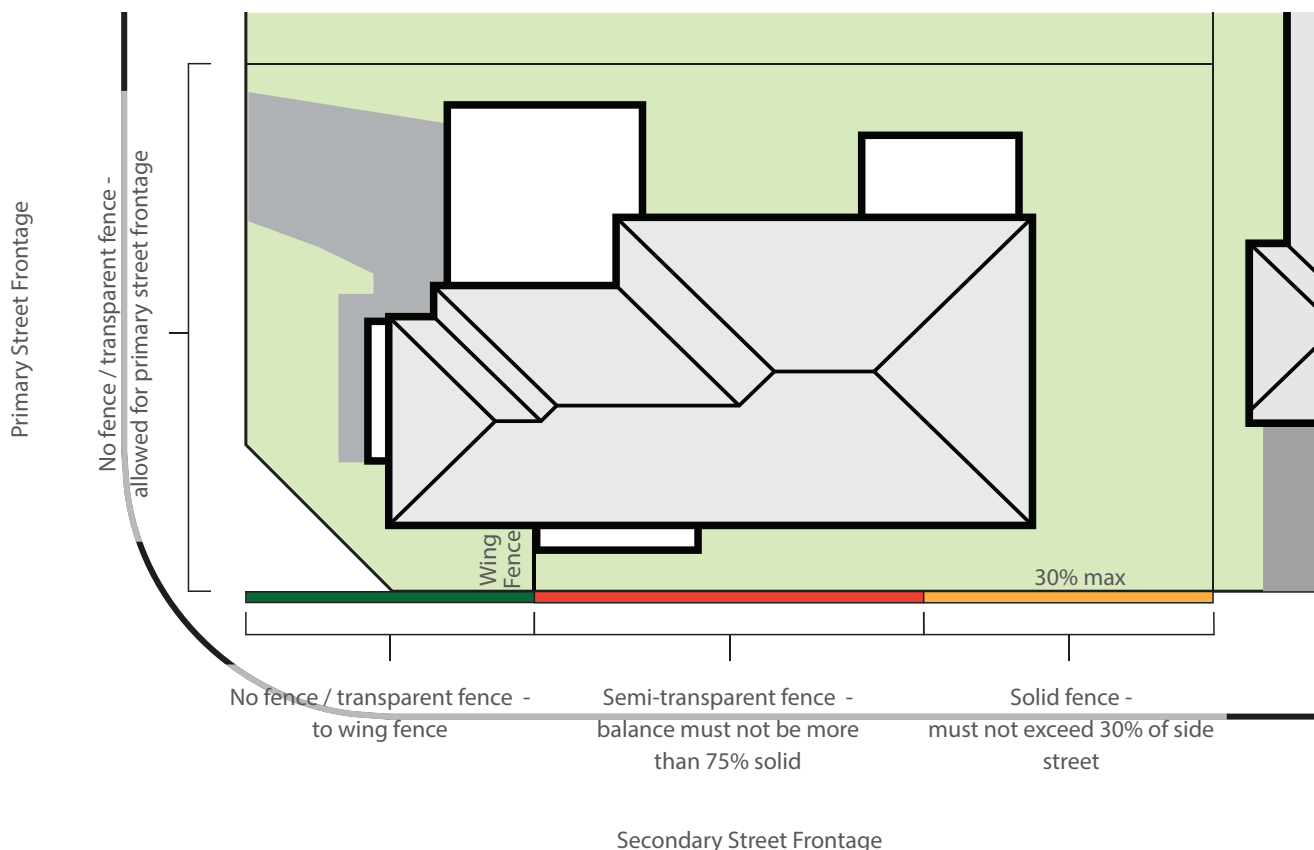 Primary Street Frontage
No fence / transparent fence -
allowed for primary street frontage
Wing
Fence
30% max
No fence / transparent fence -
to wing fence
Semi-transparent fence -
balance must not be more
than 75% solid
Solid fence -
must not exceed 30% of side
street
Secondary Street Frontage